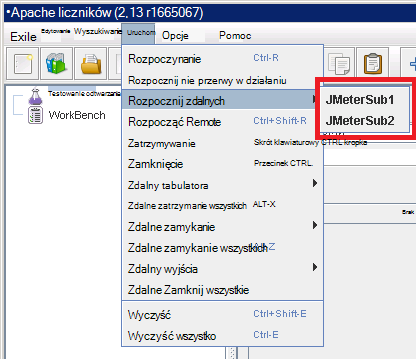 •Apache liczników (2,13 r1665067)
Exile Edytowanie Wyszukiwanie Uruchom Opcje Pomoc
Rozpoczynanie Ctrl-R
Rozpocznij nie przerwy w działaniu
Rozpocznij zdalnych
JMeterSub1
JMeterSub2
Rozpocząć Remote Ctrl+Shift-R
Zatrzymywanie Skrót klawiaturowy CTRL kropka
Zamknięcie Przecinek CTRL.
Zdalny tabulatora
Zdalne zatrzymanie wszystkich ALT-X
Zdalne zamykanie
Zdalne zamykanie wszystkich Z
Zdalny wyjścia
Zdalne Zamknij wszystkie
Wyczyść Ctrl+Shift-E
Wyczyść wszystko Ctrl-E
Testowanie odtwarzane
WorkBench
Brak